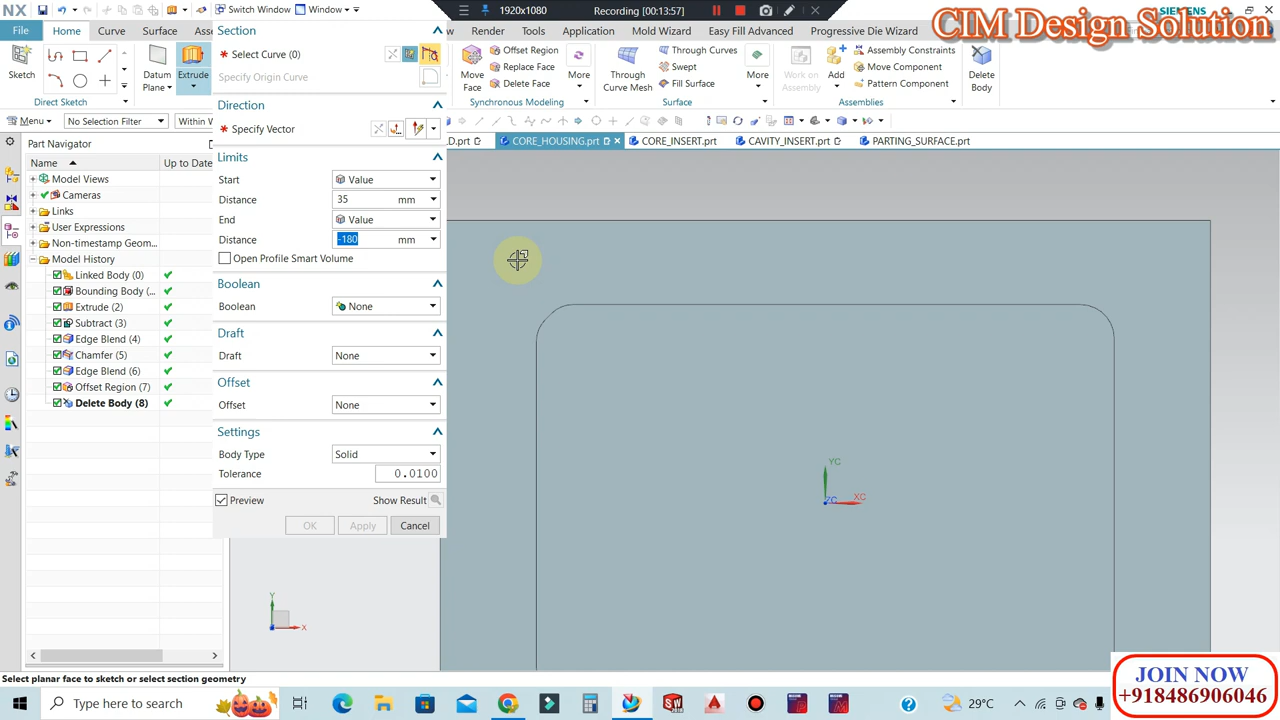 NX
Switch Window
Window
1920x1080
Recording [00:13:57]
SIEMENS
CIM Design Solution
File
Home
Curve
Surface
Render
Tools
Application
Mold Wizard
Easy Fill Advanced
Progressive Die Wizard
Sketch
Datum Plane
Extrude
Direct Sketch
Move Face
Offset Region
Replace Face
Delete Face
More
Synchronous Modeling
Through Curve Mesh
Through Curves
Swept
Fill Surface
More
Surface
Work on Assembly
Add
Assembly Constraints
Move Component
Pattern Component
Assemblies
Delete Body
Menu
No Selection Filter
Within W
D.prt
CORE_HOUSING.prt
CORE_INSERT.prt
CAVITY_INSERT.prt
PARTING_SURFACE.prt
Part Navigator
Name
Up to Date
Model Views
Cameras
Links
User Expressions
Non-timestamp Geom...
Model History
Linked Body (0)
Bounding Body (...
Extrude (2)
Subtract (3)
Edge Blend (4)
Chamfer (5)
Edge Blend (6)
Offset Region (7)
Delete Body (8)
Section
* Select Curve (0)
Specify Origin Curve
Direction
* Specify Vector
Limits
Start
Value
Distance
35
mm
End
Value
Distance
-180
mm
Open Profile Smart Volume
Boolean
Boolean
None
Draft
Draft
None
Offset
Offset
None
Settings
Body Type
Solid
Tolerance
0.0100
Preview
Show Result
OK
Apply
Cancel
YC
ZC
XC
Y
X
Select planar face to sketch or select section geometry
JOIN NOW
+918486906046
Type here to search
29°C